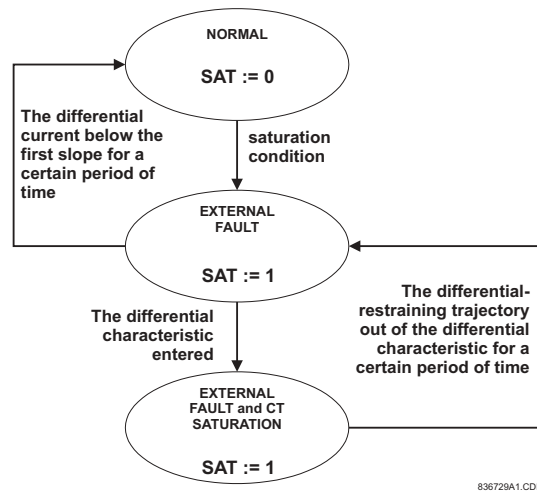 NORMAL
SAT := 0
The differential
current below the
first slope for a
certain period of
time
saturation
condition
EXTERNAL
FAULT
SAT := 1
The differential
characteristic
entered
The differential-
restraining trajectory
out of the differential
characteristic for a
certain period of time
EXTERNAL
FAULT and CT
SATURATION
SAT := 1